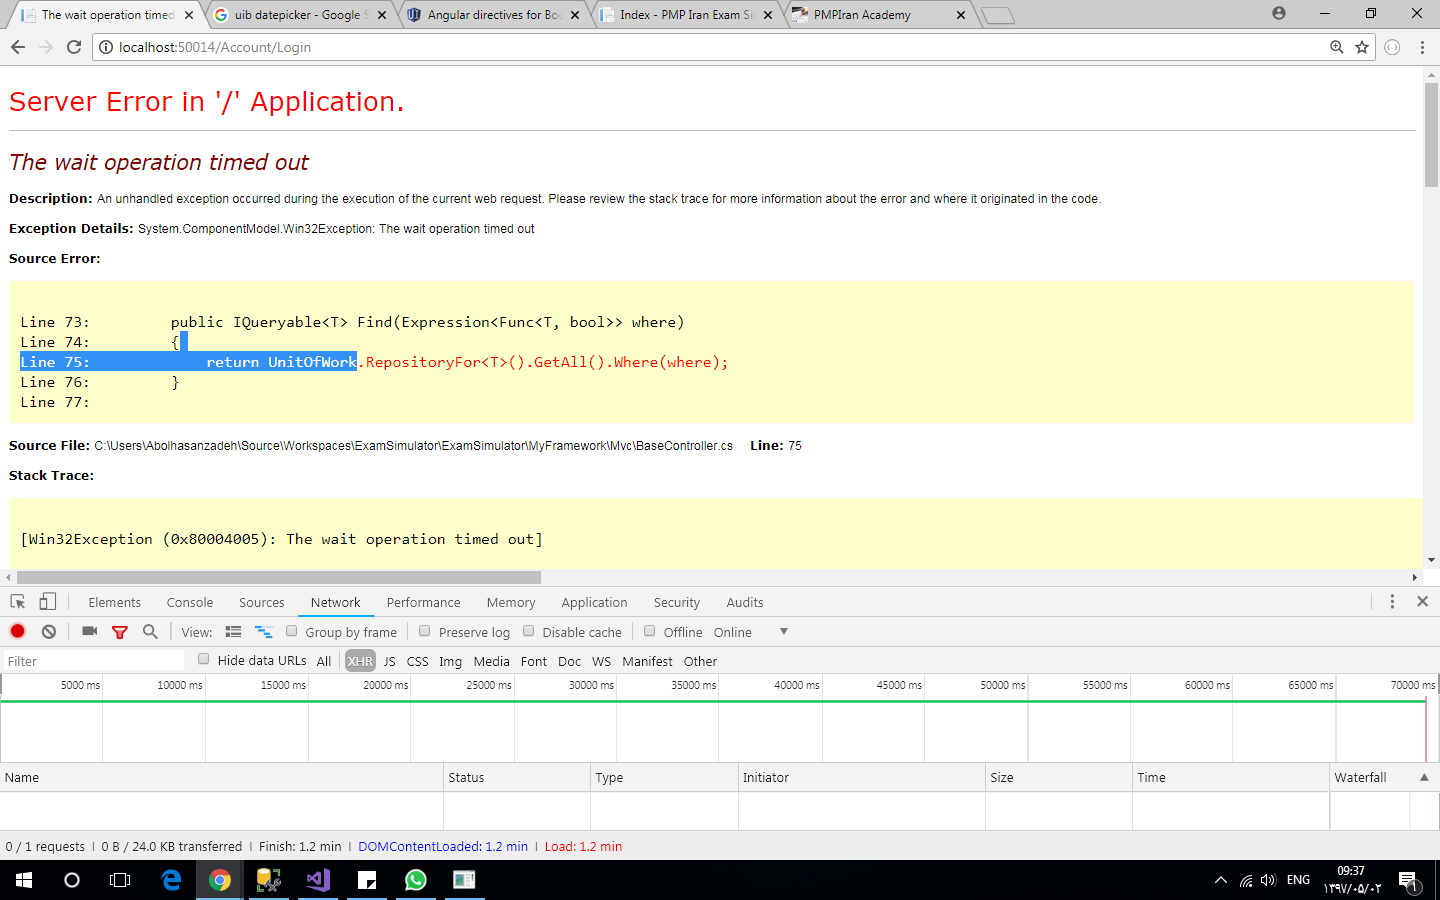 The wait operation timed
uib datepicker - Google S
Angular directives for Boo
Index - PMP Iran Exam Si
PMPIran Academy
localhost:50014/Account/Login
Server Error in '/' Application.
The wait operation timed out
Description: An unhandled exception occurred during the execution of the current web request. Please review the stack trace for more information about the error and where it originated in the code.
Exception Details: System.ComponentModel.Win32Exception: The wait operation timed out
Source Error:
Line 73:         public IQueryable<T> Find(Expression<Func<T, bool>> where)
Line 74:         {
Line 75:             return UnitOfWork.RepositoryFor<T>().GetAll().Where(where);
Line 76:         }
Line 77:
Source File: C:\Users\Abolhasanzadeh\Source\Workspaces\ExamSimulator\ExamSimulator\MyFramework\Mvc\BaseController.cs    Line: 75
Stack Trace:
[Win32Exception (0x80004005): The wait operation timed out]
Elements Console Sources Network Performance Memory Application Security Audits
View: Group by frame Preserve log Disable cache Offline Online
Filter Hide data URLs All XHR JS CSS Img Media Font Doc WS Manifest Other
5000 ms 10000 ms 15000 ms 20000 ms 25000 ms 30000 ms 35000 ms 40000 ms 45000 ms 50000 ms 55000 ms 60000 ms 65000 ms 70000 ms
Name Status Type Initiator Size Time Waterfall
0 / 1 requests | 0 B / 24.0 KB transferred | Finish: 1.2 min | DOMContentLoaded: 1.2 min | Load: 1.2 min
ENG
09:37
۱۳۹۷/۰۵/۰۲
1